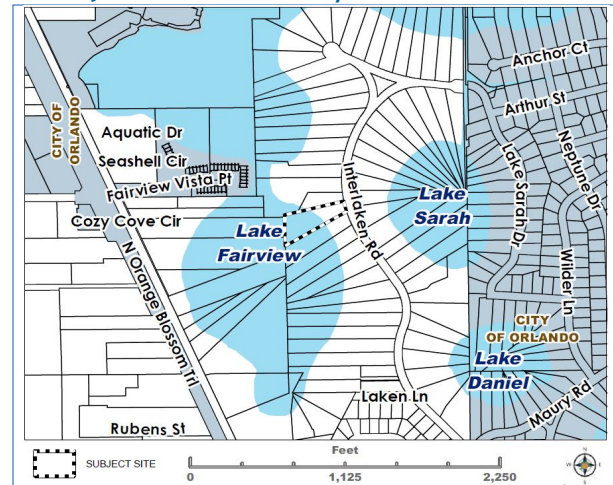 Anchor Ct
Arthur St
CITY OF
ORLANDO
Aquatic Dr
Seashell Cir
Fairview Vista Pt
Cozy Cove Cir
Lake
Fairview
Interlaken Rd
Lake
Sarah
Lake Sarah Dr
Neptune Dr
Wilder Ln
N Orange Blossom Trl
CITY
OF ORLANDO
Lake
Daniel
Laken Ln
Maury Rd
Rubens St
SUBJECT SITE
Feet
0 1,125 2,250